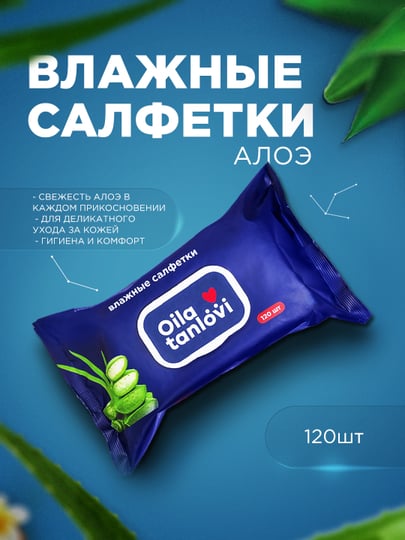 ВЛАЖНЫЕ
САЛФЕТКИ
АЛОЭ
- СВЕЖЕСТЬ АЛОЭ В
КАЖДОМ ПРИКОСНОВЕНИИ
- ДЛЯ ДЕЛИКАТНОГО
УХОДА ЗА КОЖЕЙ
- ГИГИЕНА И КОМФОРТ
влажные салфетки
Oila
tanlovi
120 шт
120шт